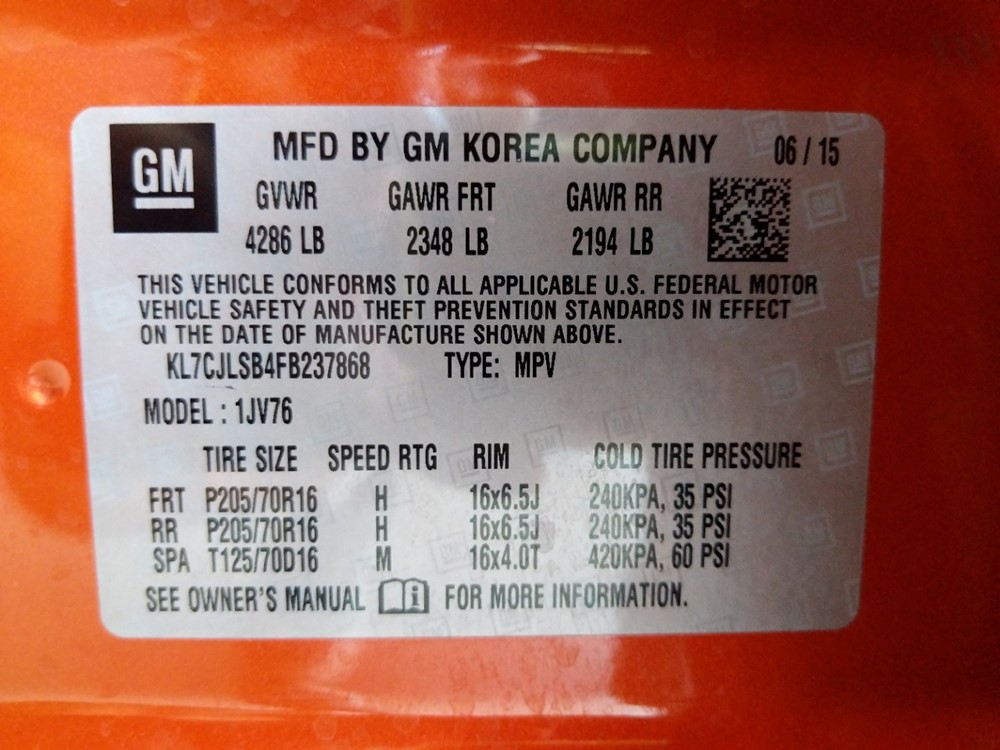 GM
MFD BY GM KOREA COMPANY 06 / 15
GVWR GAWR FRT GAWR RR
4286 LB 2348 LB 2194 LB
THIS VEHICLE CONFORMS TO ALL APPLICABLE U.S. FEDERAL MOTOR
VEHICLE SAFETY AND THEFT PREVENTION STANDARDS IN EFFECT
ON THE DATE OF MANUFACTURE SHOWN ABOVE.
KL7CJLSB4FB237868 TYPE: MPV
MODEL : 1JV76
TIRE SIZE SPEED RTG RIM COLD TIRE PRESSURE
FRT P205/70R16 H 16x6.5J 240KPA, 35 PSI
RR P205/70R16 H 16x6.5J 240KPA, 35 PSI
SPA T125/70D16 M 16x4.0T 420KPA, 60 PSI
SEE OWNER'S MANUAL i FOR MORE INFORMATION.